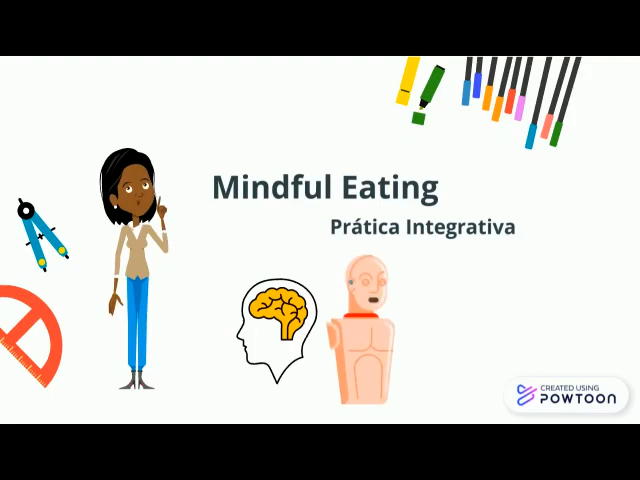 Mindful Eating
Prática Integrativa
CREATED USING
POWTOON